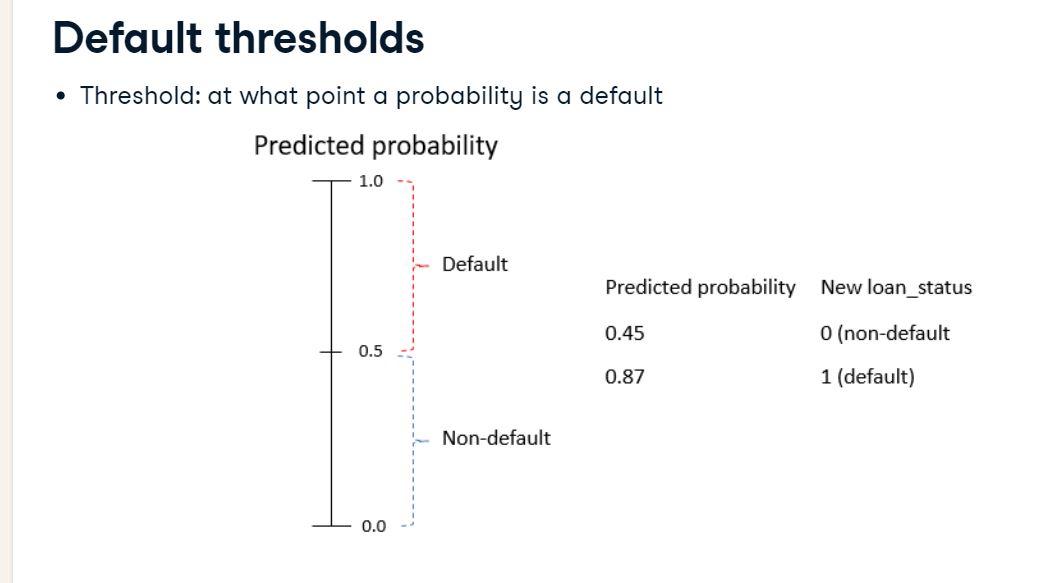 Default thresholds
• Threshold: at what point a probability is a default
Predicted probability
1.0
Default
0.5
Non-default
0.0
Predicted probability New loan_status
0.45 0 (non-default
0.87 1 (default)